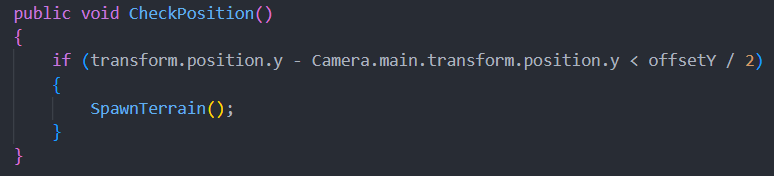 public void CheckPosition()
{
    if (transform.position.y - Camera.main.transform.position.y < offsetY / 2)
    {
        SpawnTerrain();
    }
}